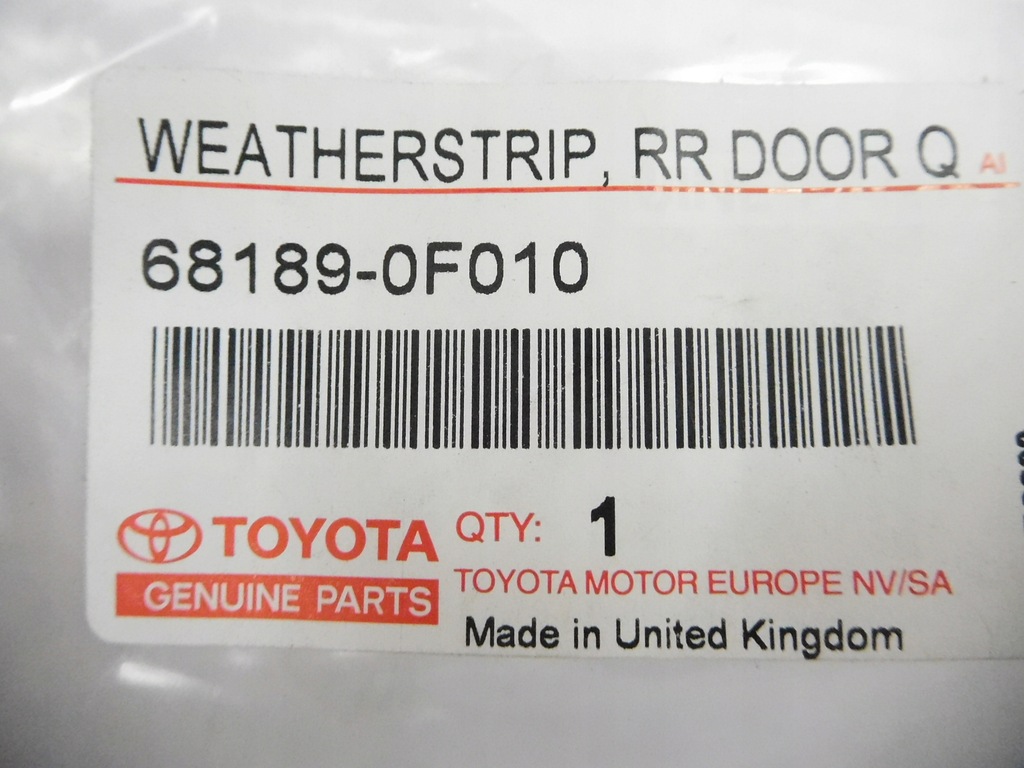 WEATHERSTRIP, RR DOOR Q AI
68189-0F010
TOYOTA
GENUINE PARTS
QTY: 1
TOYOTA MOTOR EUROPE NV/SA
Made in United Kingdom